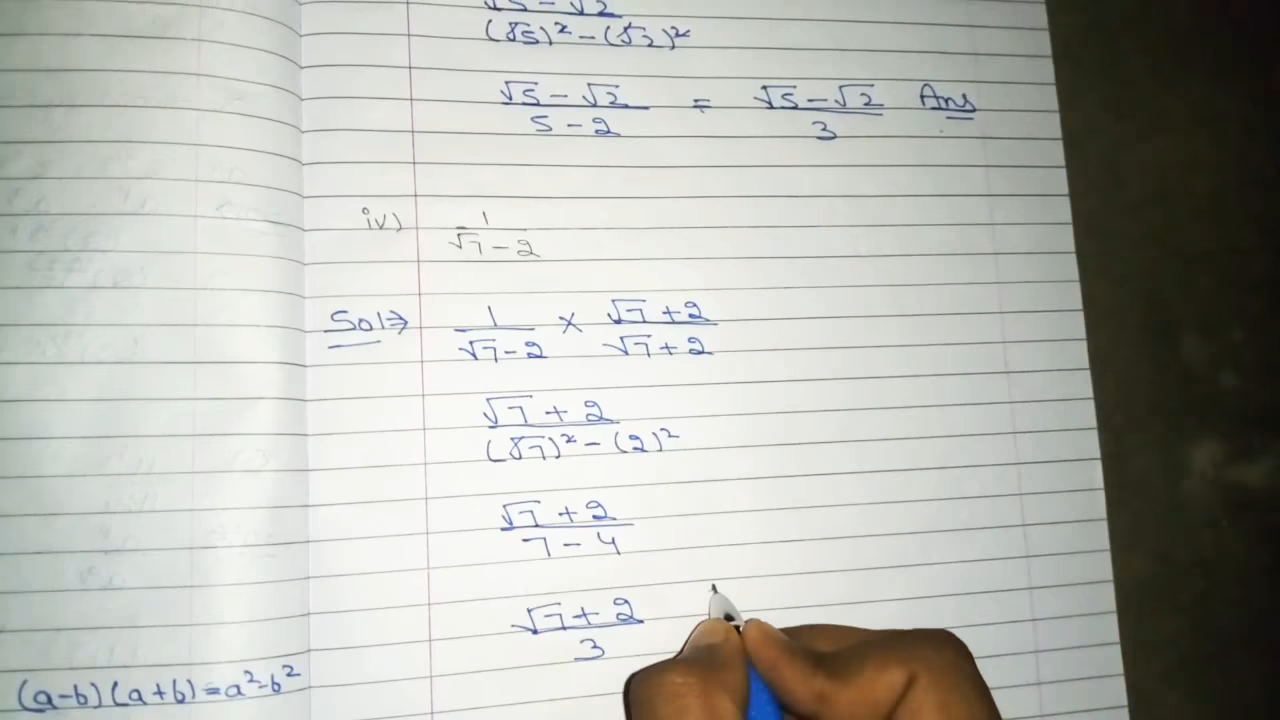 √5 - √2
(√5)² - (√2)²
√5 - √2 = √5 - √2 Ans
5 - 2 3
iv) 1
√7 - 2
Sol⇒ 1 × √7 + 2
√7 - 2 √7 + 2
√7 + 2
(√7)² - (2)²
√7 + 2
7 - 4
√7 + 2
3
(a-b)(a+b)=a²-b²